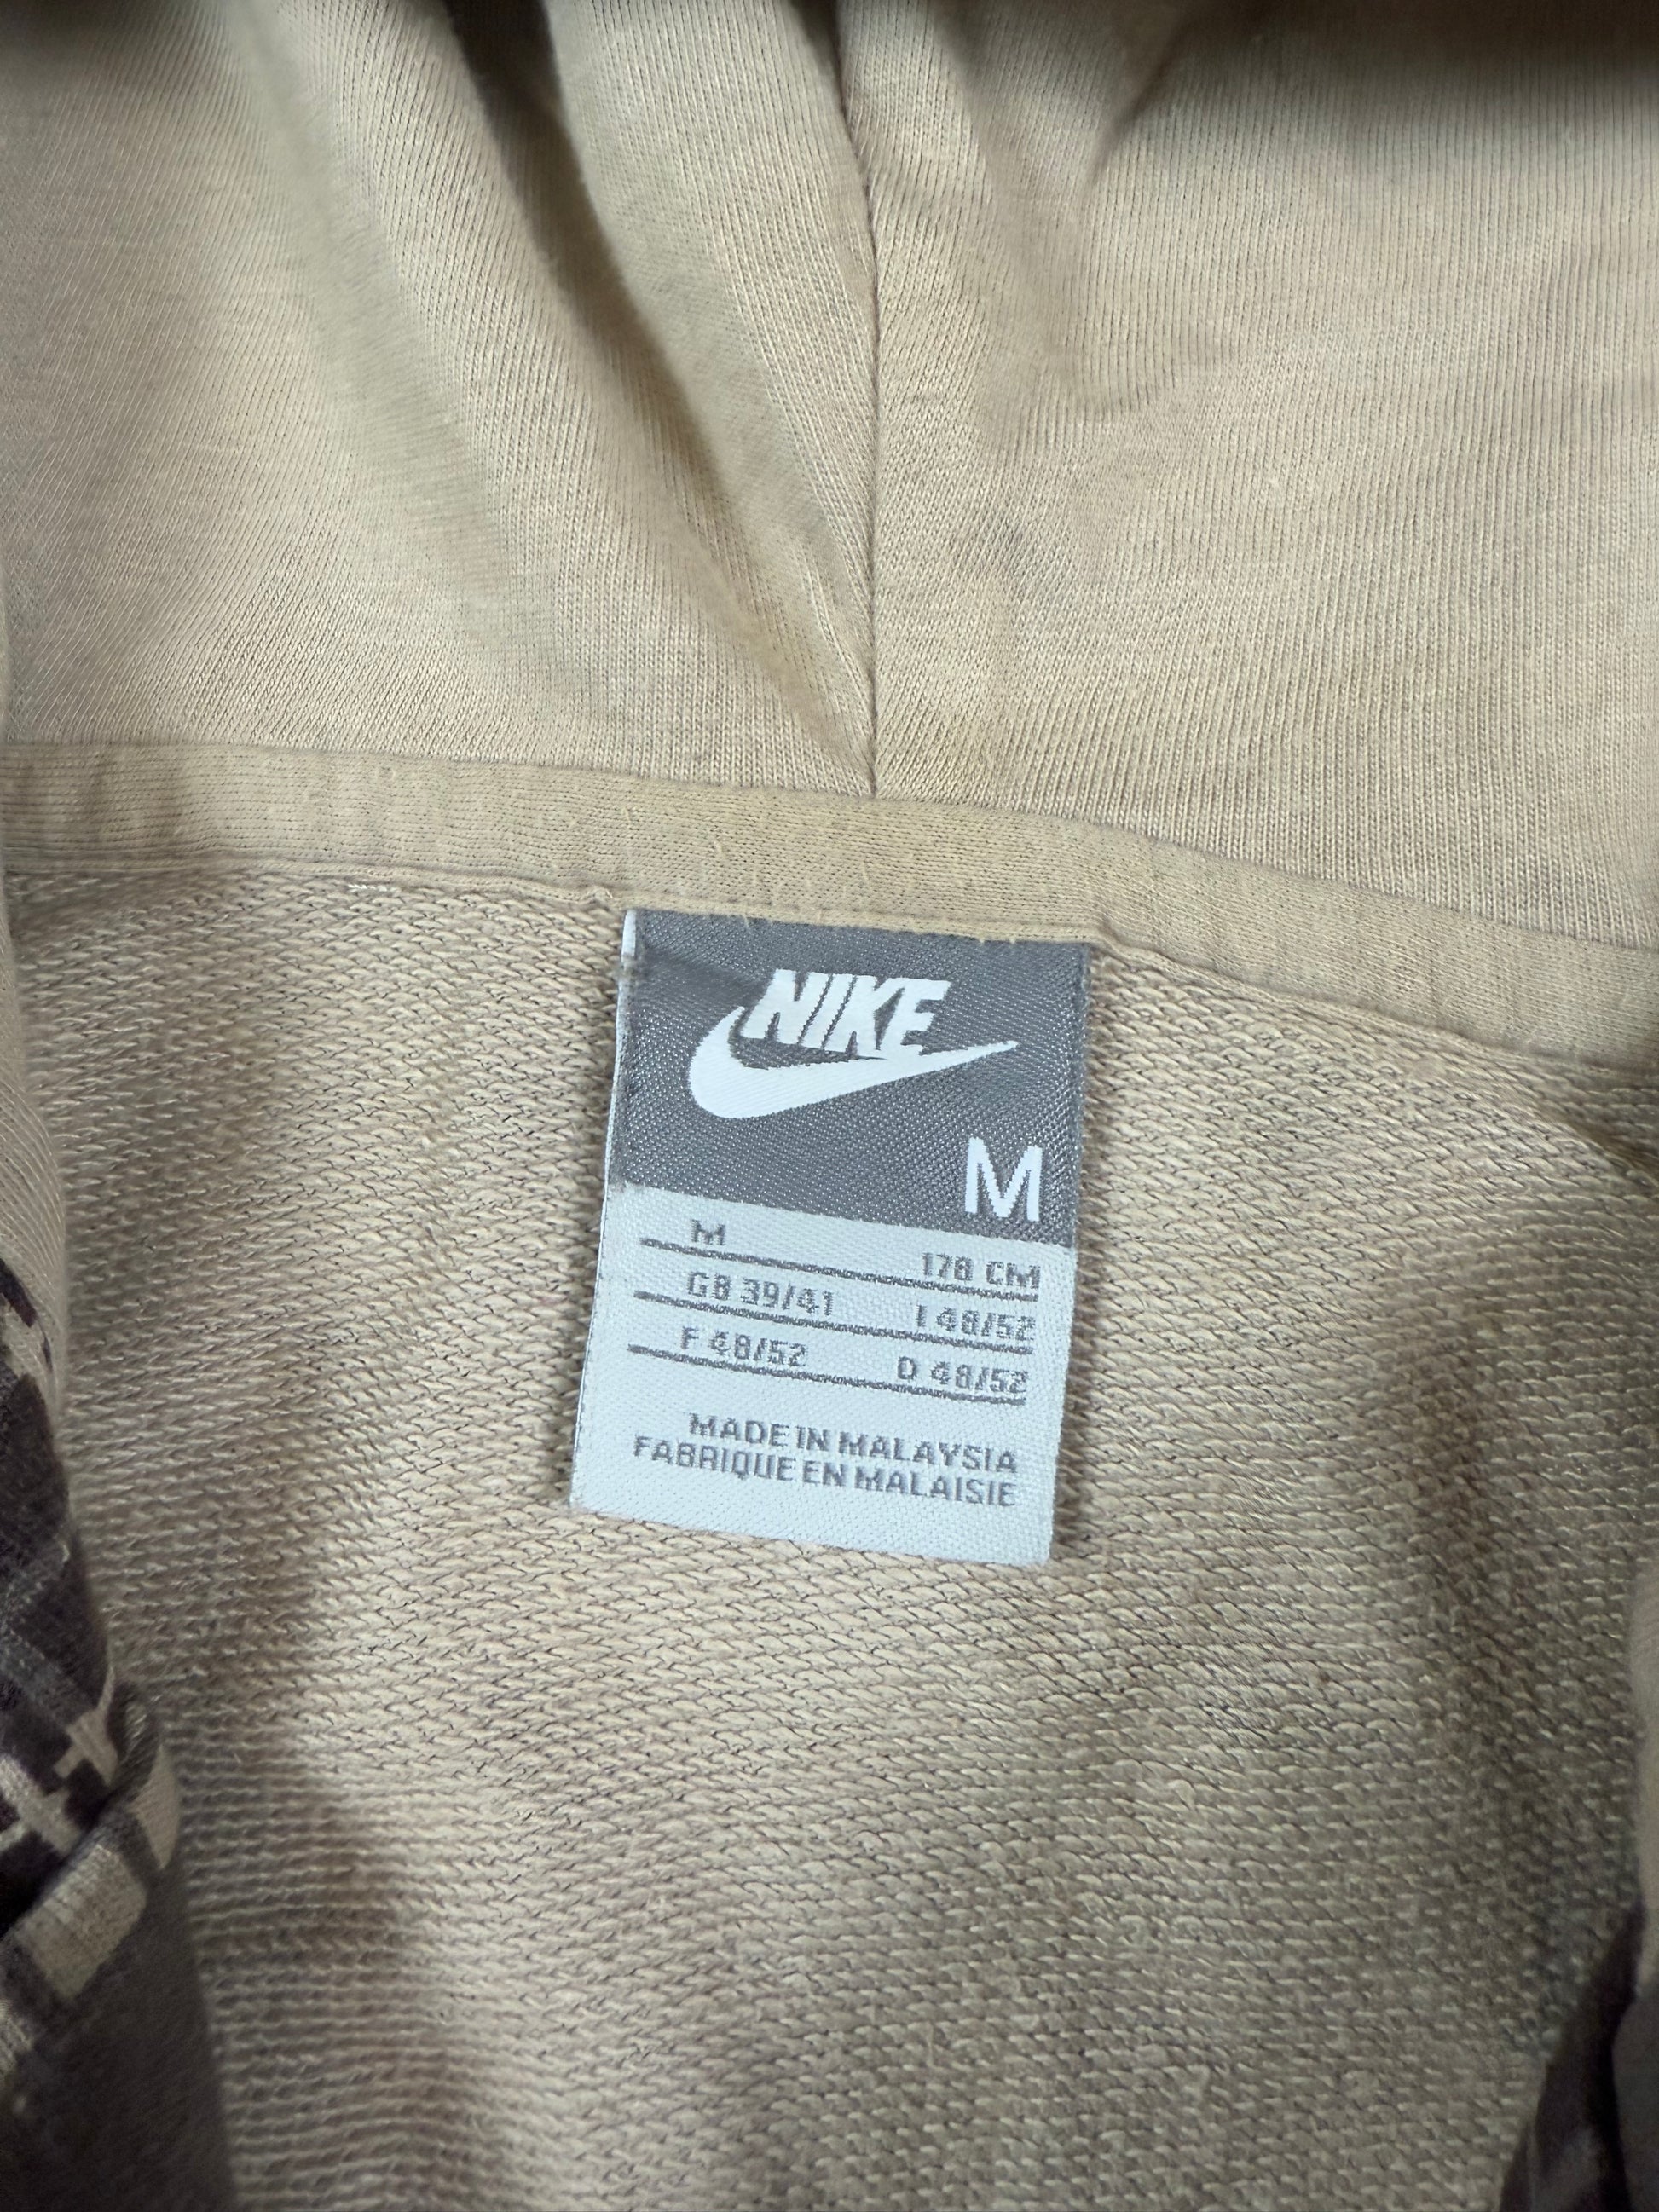 NIKE
M
M 178 CM
GB 39/41 I 48/52
F 48/52 D 48/52
MADE IN MALAYSIA
FABRIQUE EN MALAISIE